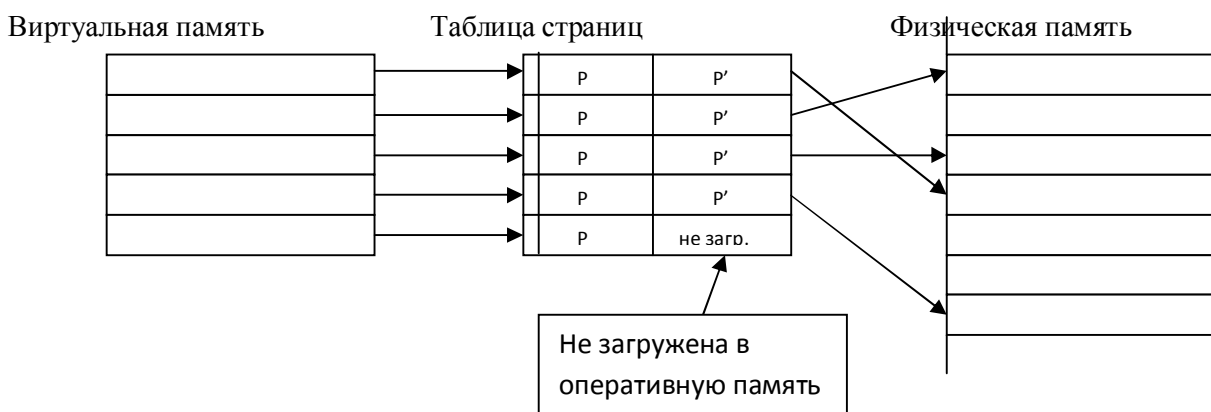 Виртуальная память Таблица страниц Физическая память
P P′
P P′
P P′
P P′
P не загр.
Не загружена в
оперативную память